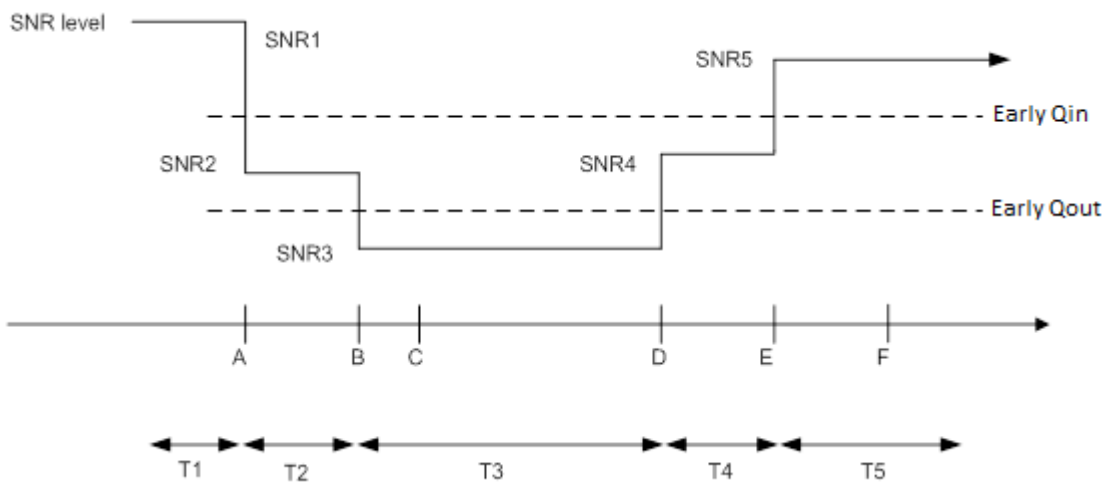 SNR level
SNR1
SNR5
Early Qin
SNR2
SNR4
Early Qout
SNR3
A B C D E F
T1 T2 T3 T4 T5